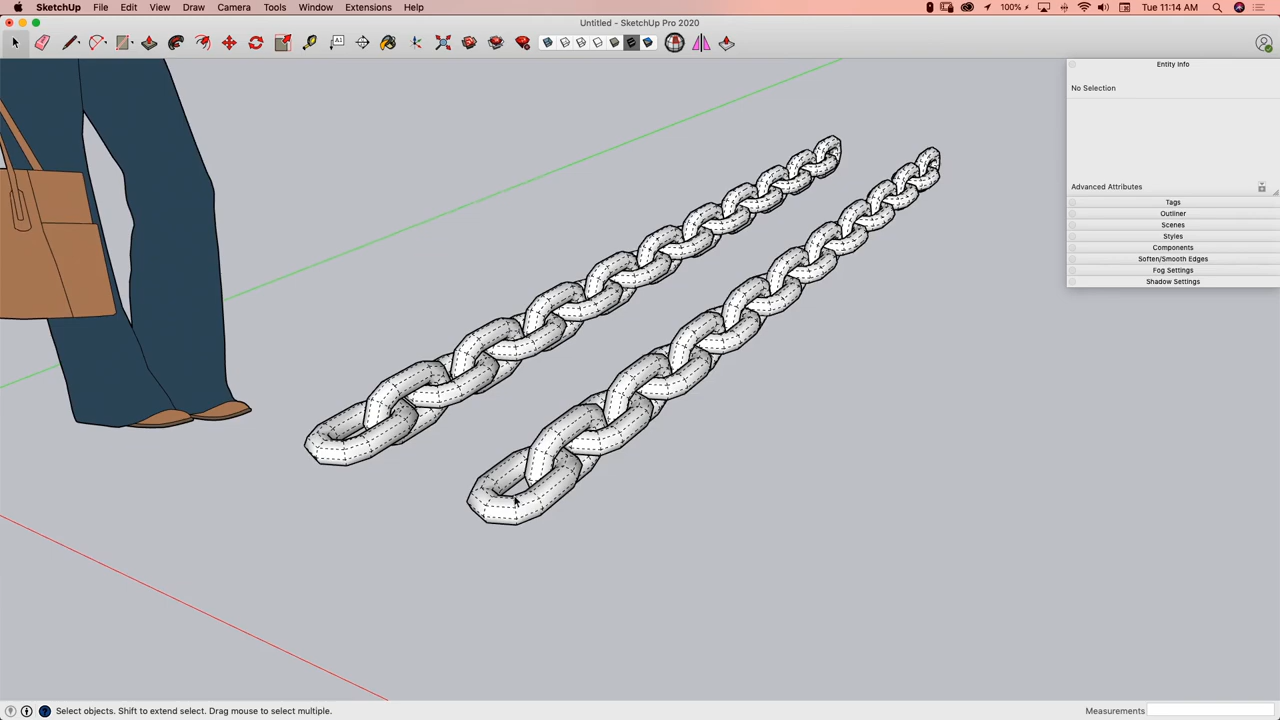 SketchUp File Edit View Draw Camera Tools Window Extensions Help 100% Tue 11:14 AM
Untitled - SketchUp Pro 2020
A1
Entity Info
No Selection
Advanced Attributes
Tags
Outliner
Scenes
Styles
Components
Soften/Smooth Edges
Fog Settings
Shadow Settings
Select objects. Shift to extend select. Drag mouse to select multiple. Measurements